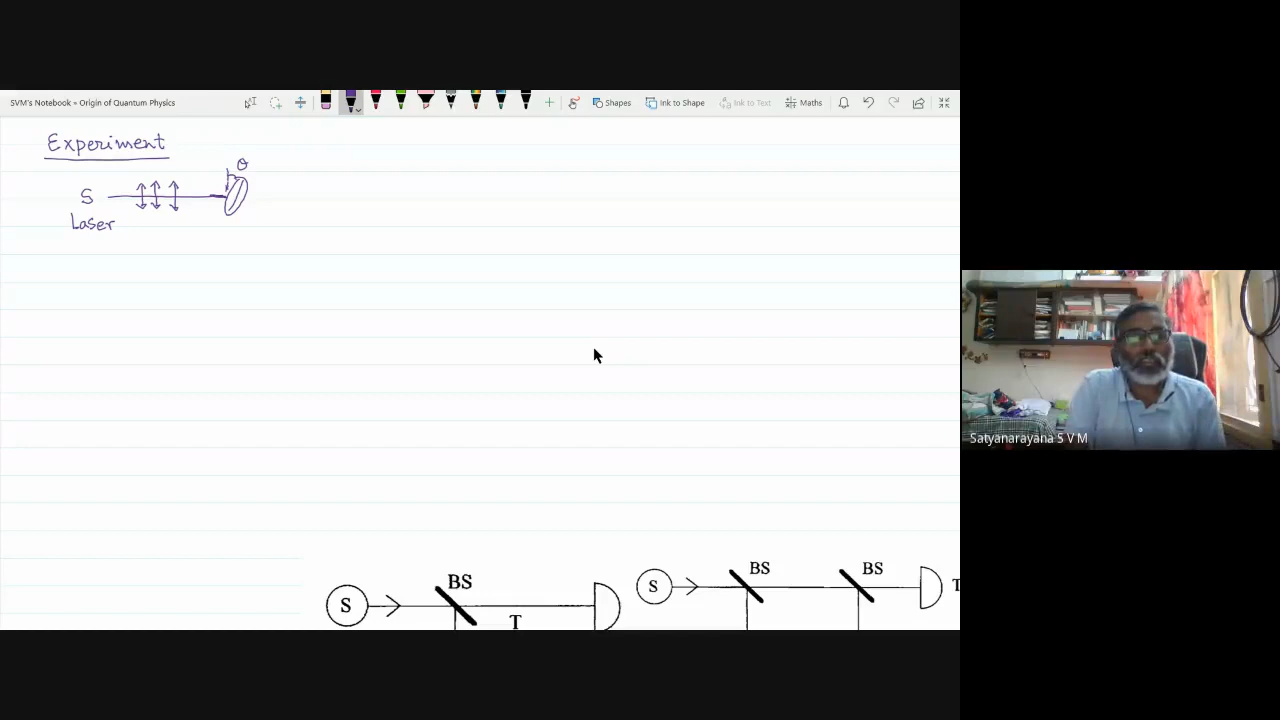 SVM's Notebook » Origin of Quantum Physics
Shapes
Ink to Shape
Ink to Text
Maths
Experiment
θ
S
Laser
Satyanarayana S V M
BS
S
T
BS
BS
S
T